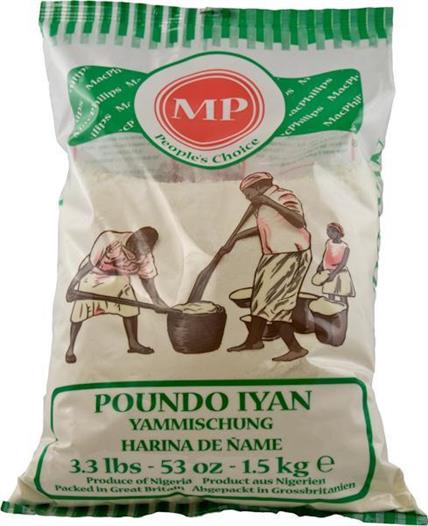 MacPhillips
MP
People's Choice
POUNDO IYAN
YAMMISCHUNG
HARINA DE ÑAME
3.3 lbs - 53 oz - 1.5 kg e
Produce of Nigeria Product aus Nigerien
Packed in Great Britain Abgepackt in Grossbritanien